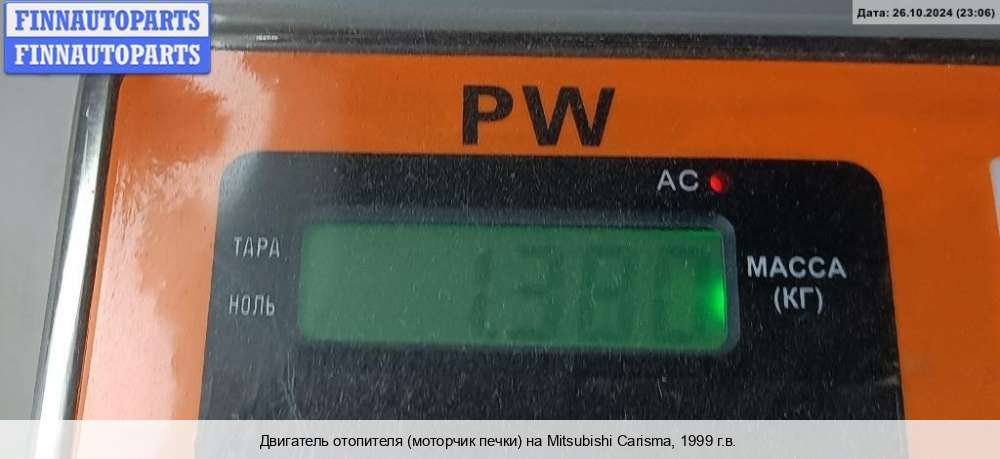 FINNAUTOPARTS
FINNAUTOPARTS
Дата: 26.10.2024 (23:06)
PW
AC
ТАРА
НОЛЬ
1.380
МАССА
(КГ)
Двигатель отопителя (моторчик печки) на Mitsubishi Carisma, 1999 г.в.